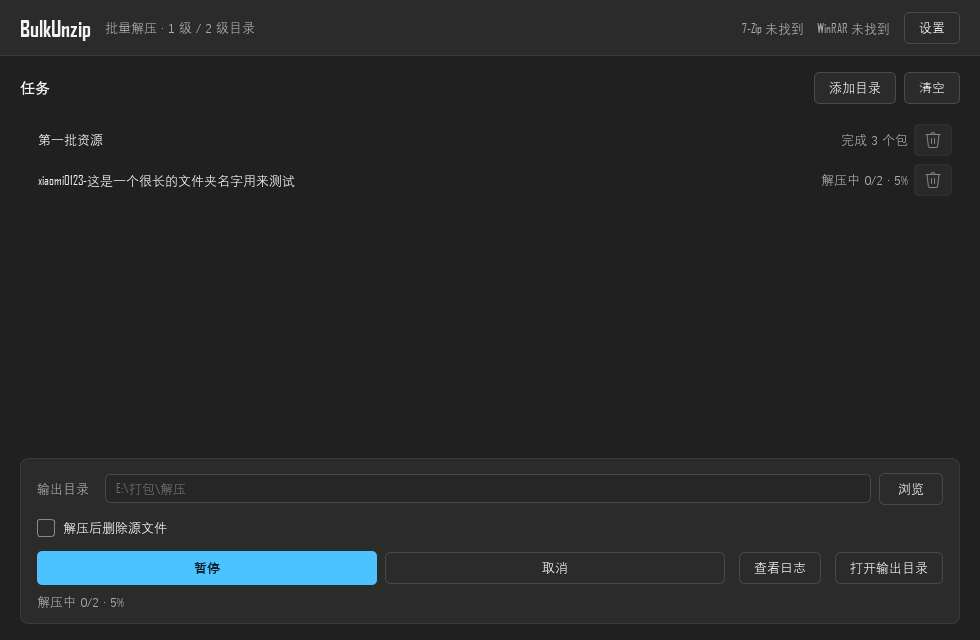 BulkUnzip 批量解压 · 1 级 / 2 级目录 7-Zip 未找到 WinRAR 未找到 设置
任务 添加目录 清空
第一批资源 完成 3 个包
xiaomi0123-这是一个很长的文件夹名字用来测试 解压中 0/2 · 5%
输出目录 E:\打包\解压 浏览
解压后删除源文件
暂停 取消 查看日志 打开输出目录
解压中 0/2 · 5%